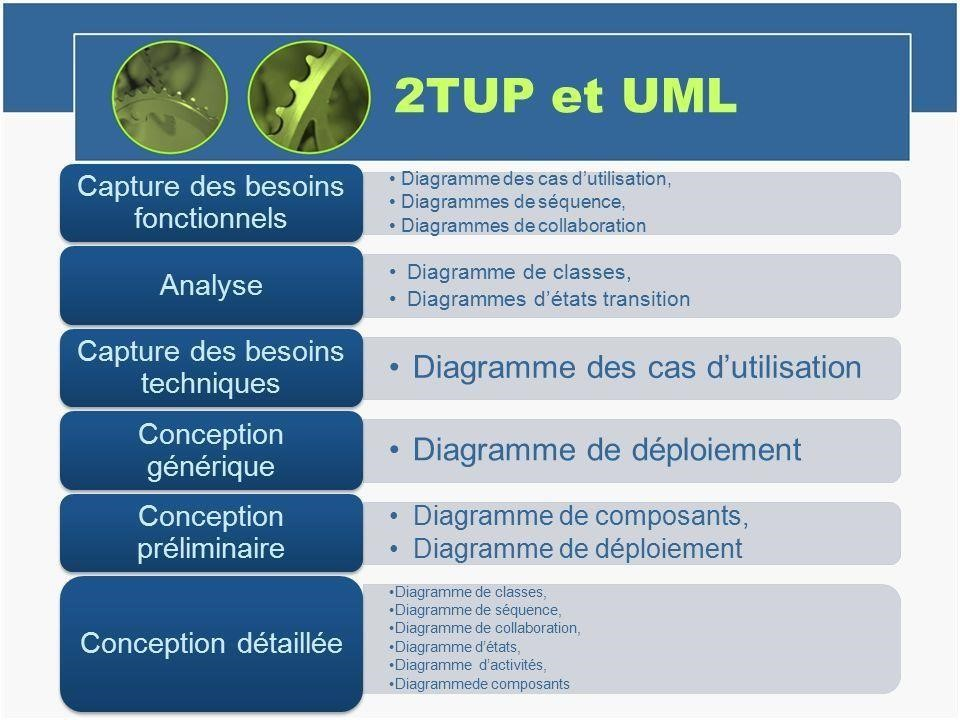 2TUP et UML
Capture des besoins
fonctionnels
• Diagramme des cas d’utilisation,
• Diagrammes de séquence,
• Diagrammes de collaboration
Analyse
• Diagramme de classes,
• Diagrammes d’états transition
Capture des besoins
techniques
• Diagramme des cas d’utilisation
Conception
générique
• Diagramme de déploiement
Conception
préliminaire
• Diagramme de composants,
• Diagramme de déploiement
Conception détaillée
•Diagramme de classes,
•Diagramme de séquence,
•Diagramme de collaboration,
•Diagramme d’états,
•Diagramme d’activités,
•Diagrammede composants